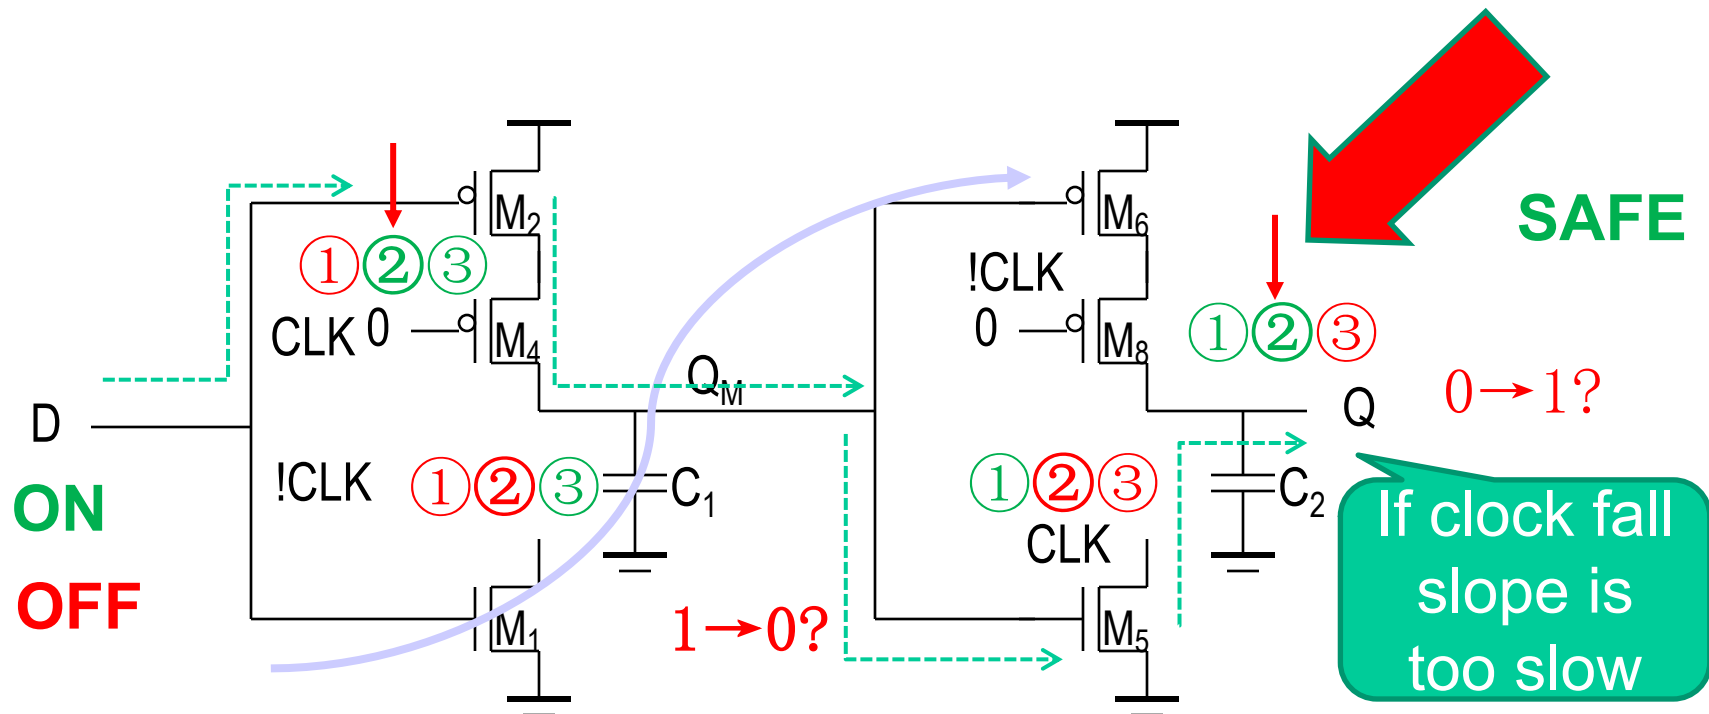 M2
M6
SAFE
①②③
!CLK
CLK 0
M4
0
M8
①②③
QM
0→1?
D
Q
!CLK
①②③
C1
①②③
C2
ON
CLK
If clock fall
slope is
too slow
OFF
M1
1→0?
M5